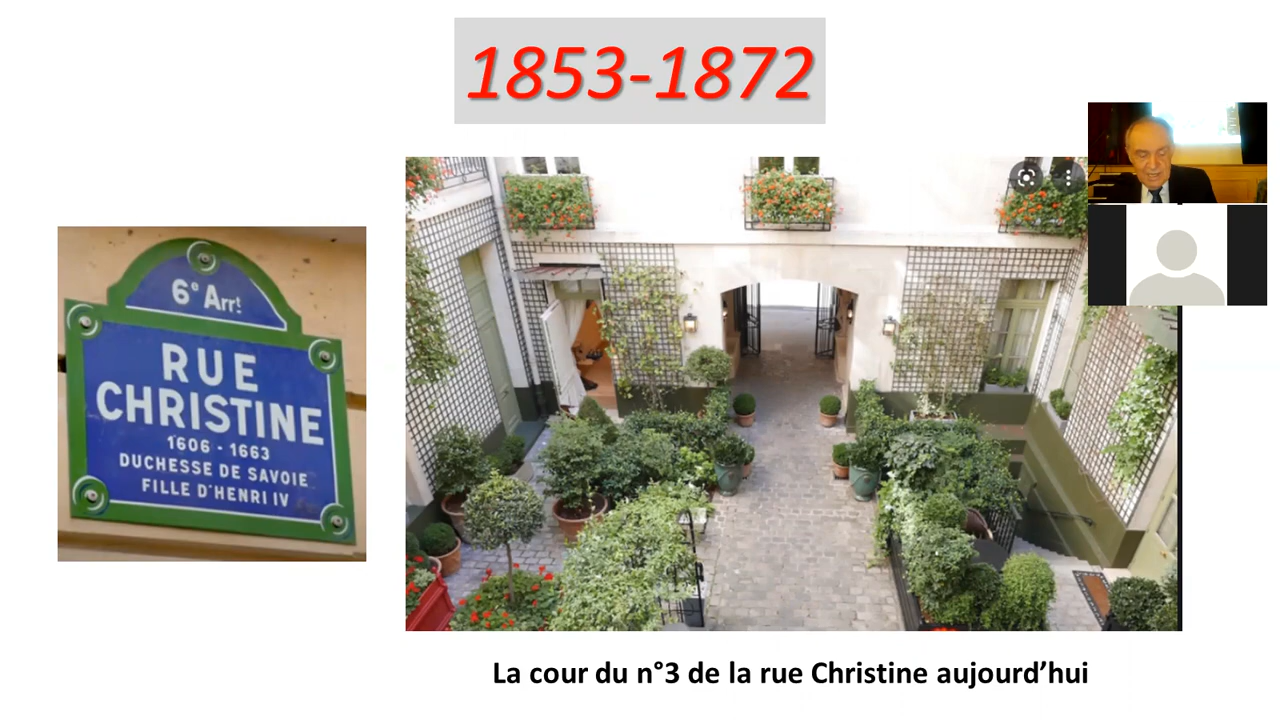 1853-1872
6e Arrt
RUE
CHRISTINE
1606 - 1663
DUCHESSE DE SAVOIE
FILLE D'HENRI IV
La cour du n°3 de la rue Christine aujourd’hui